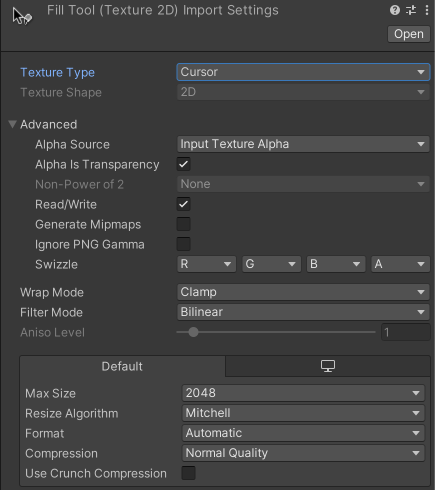 Fill Tool (Texture 2D) Import Settings
Open
Texture Type Cursor
Texture Shape 2D
Advanced
Alpha Source Input Texture Alpha
Alpha Is Transparency
Non-Power of 2 None
Read/Write
Generate Mipmaps
Ignore PNG Gamma
Swizzle R G B A
Wrap Mode Clamp
Filter Mode Bilinear
Aniso Level 1
Default
Max Size 2048
Resize Algorithm Mitchell
Format Automatic
Compression Normal Quality
Use Crunch Compression